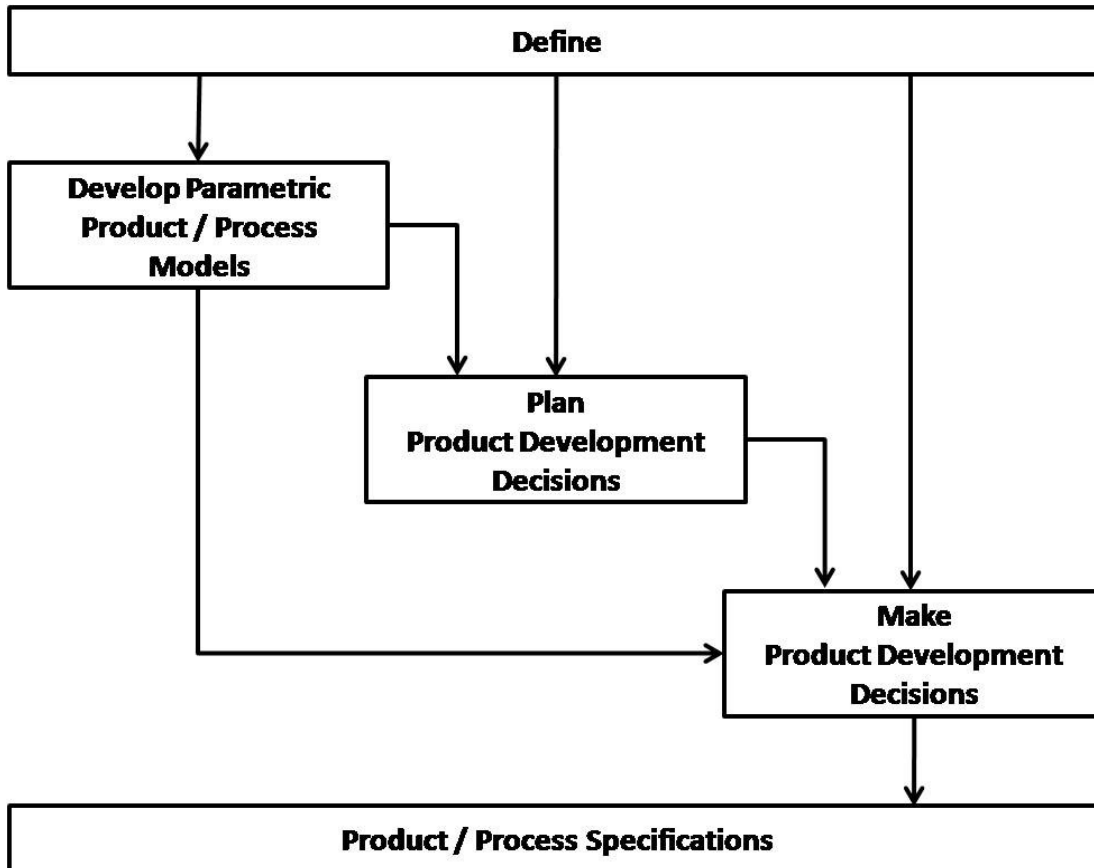 Define
Develop Parametric
Product / Process
Models
Plan
Product Development
Decisions
Make
Product Development
Decisions
Product / Process Specifications